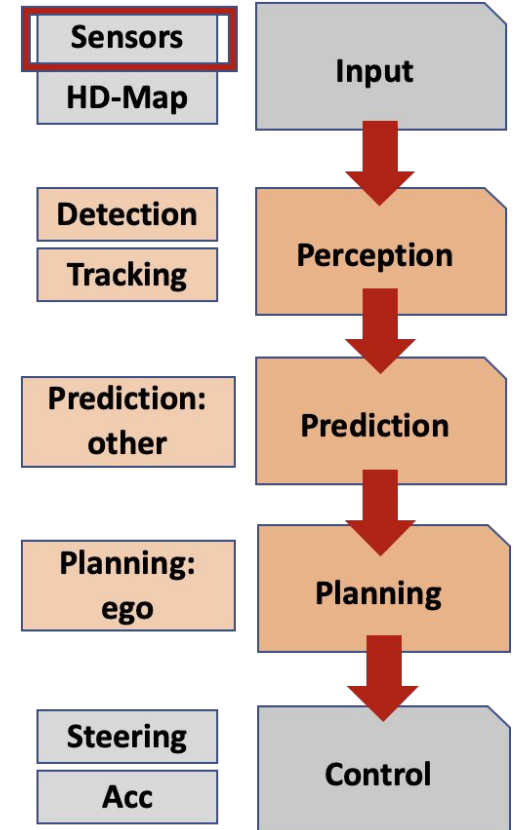 Sensors
Input
HD-Map
Detection
Perception
Tracking
Prediction:
other
Prediction
Planning:
ego
Planning
Steering
Control
Acc